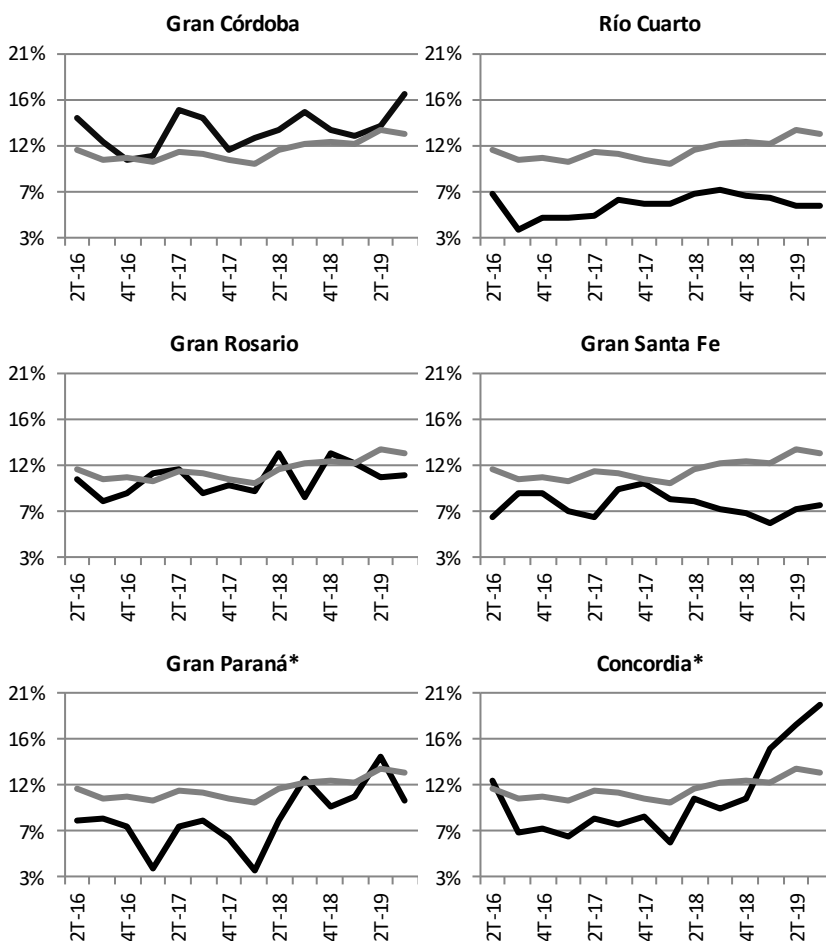 Gran Córdoba
21%
16%
12%
7%
3%
2T-16
4T-16
2T-17
4T-17
2T-18
4T-18
2T-19
Río Cuarto
21%
16%
12%
7%
3%
2T-16
4T-16
2T-17
4T-17
2T-18
4T-18
2T-19
Gran Rosario
21%
16%
12%
7%
3%
2T-16
4T-16
2T-17
4T-17
2T-18
4T-18
2T-19
Gran Santa Fe
21%
16%
12%
7%
3%
2T-16
4T-16
2T-17
4T-17
2T-18
4T-18
2T-19
Gran Paraná*
21%
16%
12%
7%
3%
2T-16
4T-16
2T-17
4T-17
2T-18
4T-18
2T-19
Concordia*
21%
16%
12%
7%
3%
2T-16
4T-16
2T-17
4T-17
2T-18
4T-18
2T-19